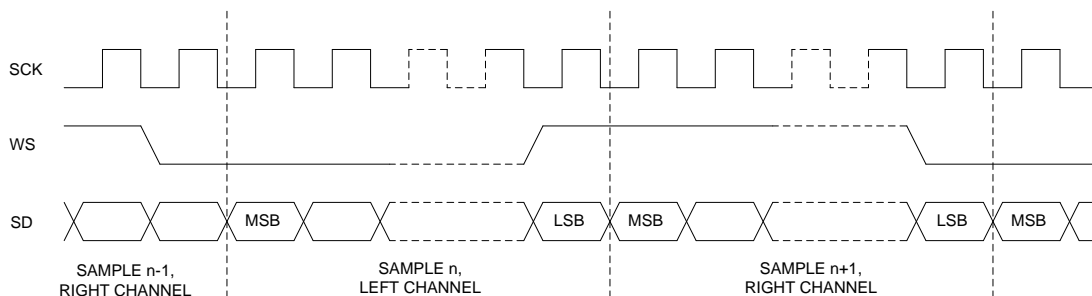 SCK
WS
SD
MSB
LSB
MSB
LSB
MSB
SAMPLE n-1,
RIGHT CHANNEL
SAMPLE n,
LEFT CHANNEL
SAMPLE n+1,
RIGHT CHANNEL